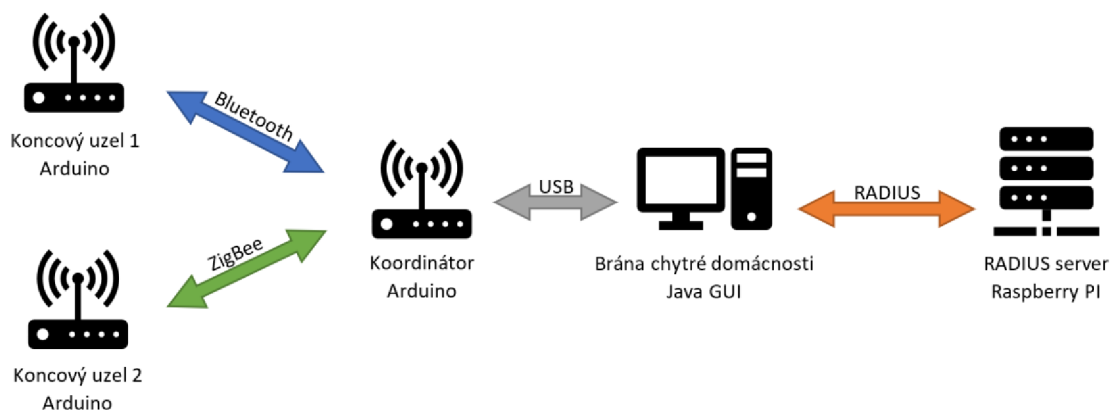 Koncový uzel 1
Arduino
Bluetooth
ZigBee
Koncový uzel 2
Arduino
Koordinátor
Arduino
USB
Brána chytré domácnosti
Java GUI
RADIUS
RADIUS server
Raspberry PI